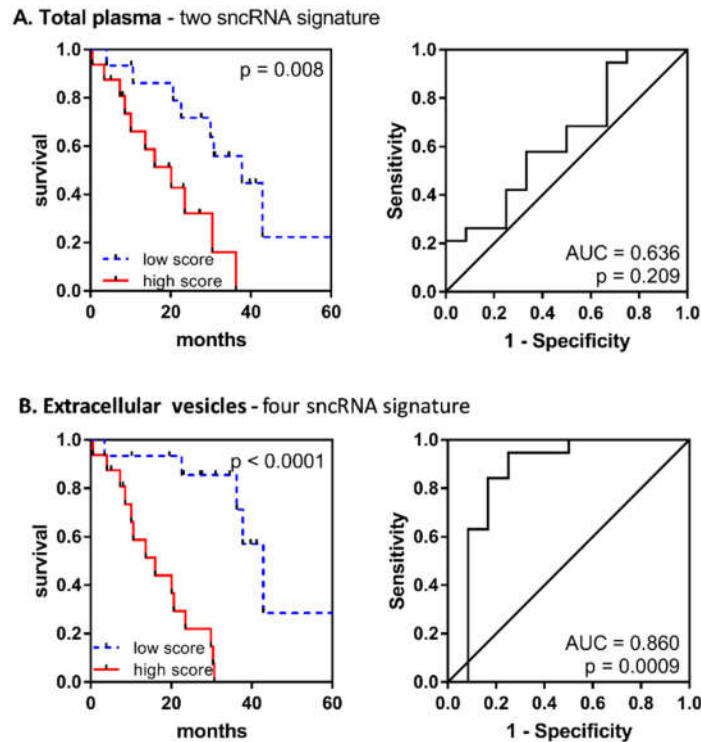 A. Total plasma - two sncRNA signature
1.0
0.8
0.6
0.4
0.2
0.0
survival
p = 0.008
low score
high score
0 20 40 60
months
1.0
0.8
0.6
0.4
0.2
0.0
Sensitivity
AUC = 0.636
p = 0.209
0.0 0.2 0.4 0.6 0.8 1.0
1 - Specificity
B. Extracellular vesicles - four sncRNA signature
1.0
0.8
0.6
0.4
0.2
0.0
survival
p < 0.0001
low score
high score
0 20 40 60
months
1.0
0.8
0.6
0.4
0.2
0.0
Sensitivity
AUC = 0.860
p = 0.0009
0.0 0.2 0.4 0.6 0.8 1.0
1 - Specificity